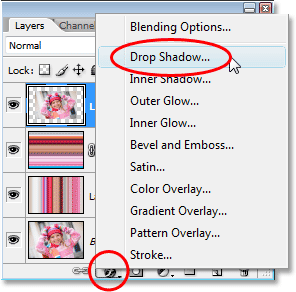 Blending Options...
Layers
Channel
Normal
Drop Shadow...
Lock:
Inner Shadow...
Outer Glow...
Inner Glow...
Bevel and Emboss...
Satin...
Color Overlay...
Gradient Overlay...
Pattern Overlay...
Stroke...